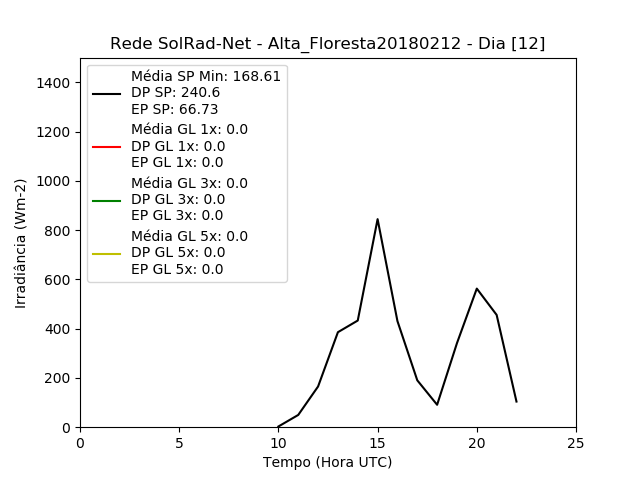 Rede SolRad-Net - Alta_Floresta20180212 - Dia [12]
Média SP Min: 168.61
DP SP: 240.6
EP SP: 66.73
Média GL 1x: 0.0
DP GL 1x: 0.0
EP GL 1x: 0.0
Média GL 3x: 0.0
DP GL 3x: 0.0
EP GL 3x: 0.0
Média GL 5x: 0.0
DP GL 5x: 0.0
EP GL 5x: 0.0
Irradiância (Wm-2)
1400
1200
1000
800
600
400
200
0
0 5 10 15 20 25
Tempo (Hora UTC)